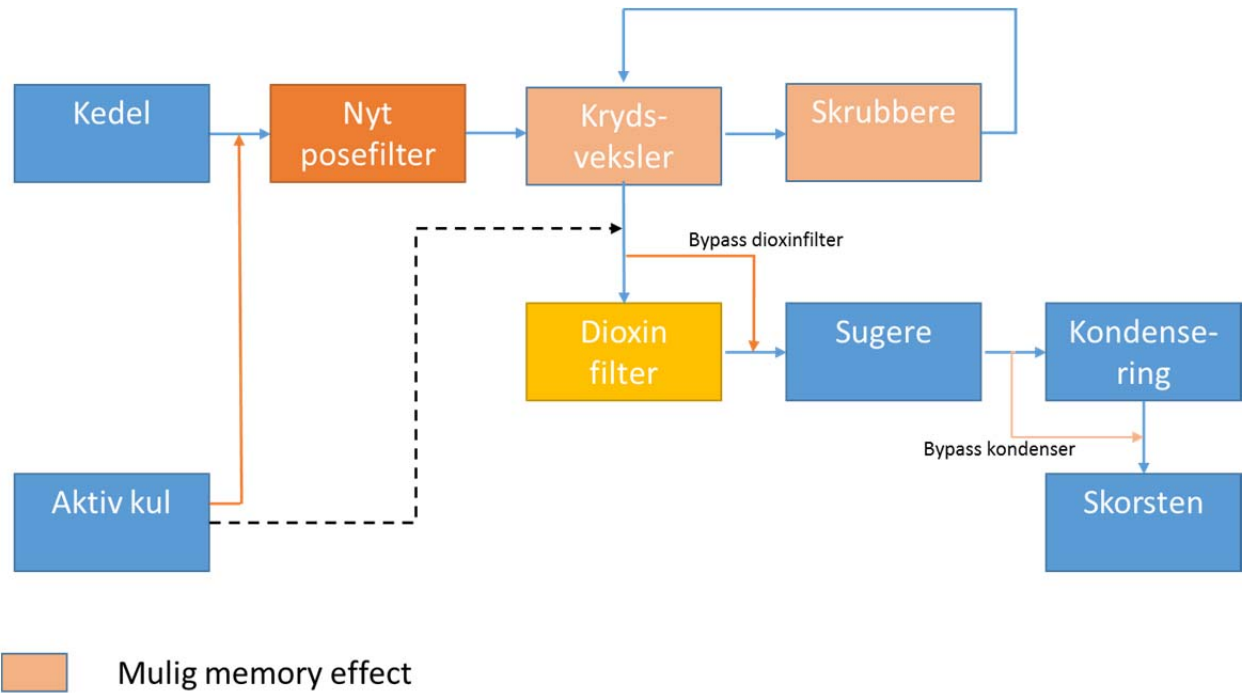 Kedel
Nyt
posefilter
Kryds-
veksler
Skrubbere
Bypass dioxinfilter
Dioxin
filter
Sugere
Kondense-
ring
Bypass kondenser
Aktiv kul
Skorsten
Mulig memory effect